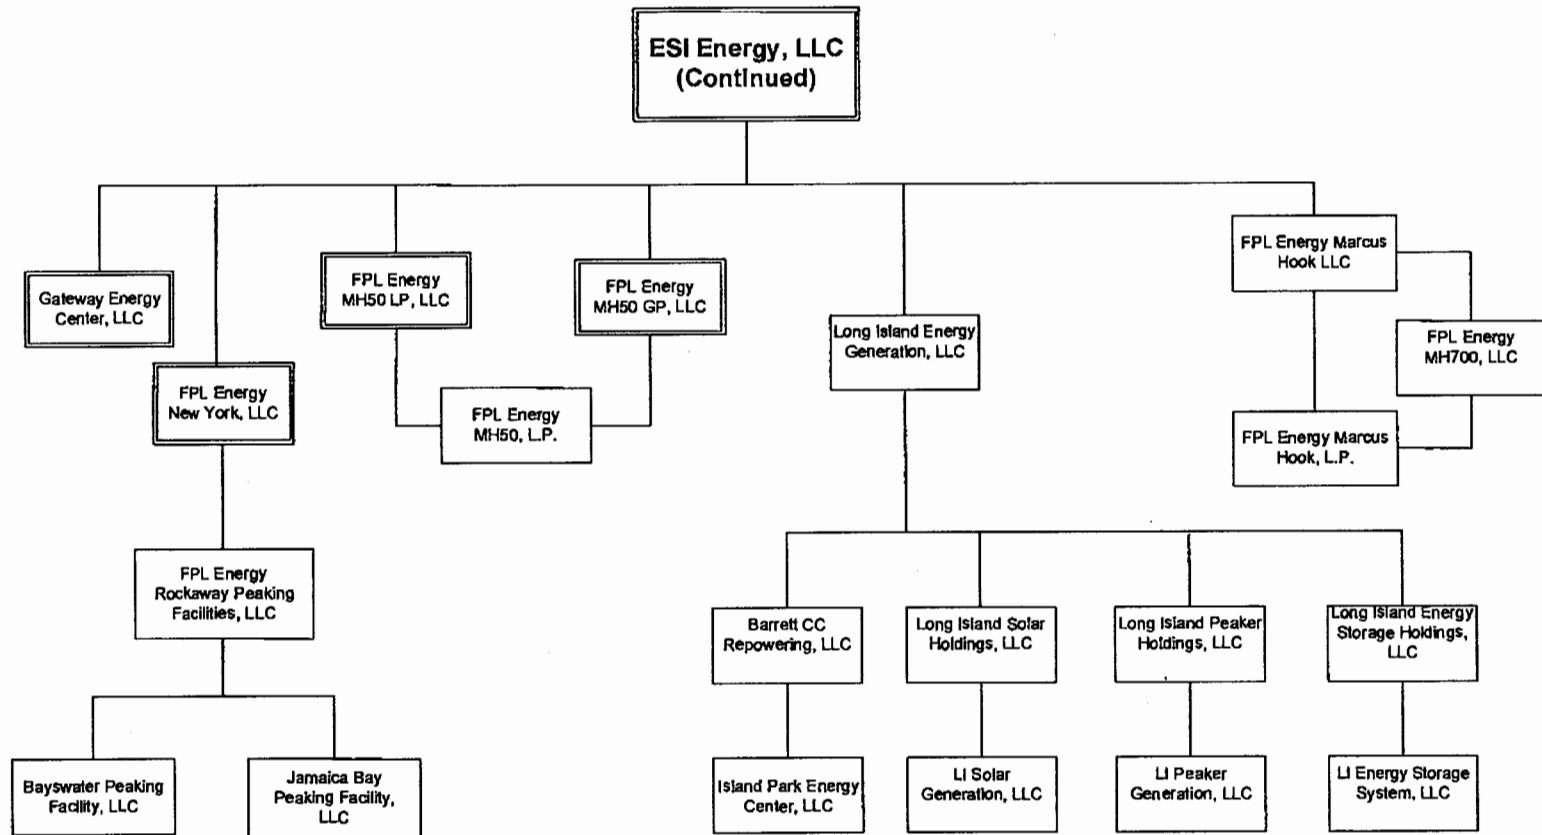 ESI Energy, LLC
(Continued)
Gateway Energy
Center, LLC
FPL Energy
New York, LLC
FPL Energy
MH50 LP, LLC
FPL Energy
MH50 GP, LLC
FPL Energy
MH50, L.P.
Long Island Energy
Generation, LLC
FPL Energy Marcus
Hook LLC
FPL Energy
MH700, LLC
FPL Energy Marcus
Hook, L.P.
FPL Energy
Rockaway Peaking
Facilities, LLC
Barrett CC
Repowering, LLC
Long Island Solar
Holdings, LLC
Long Island Peaker
Holdings, LLC
Long Island Energy
Storage Holdings,
LLC
Bayswater Peaking
Facility, LLC
Jamaica Bay
Peaking Facility,
LLC
Island Park Energy
Center, LLC
LI Solar
Generation, LLC
LI Peaker
Generation, LLC
LI Energy Storage
System, LLC